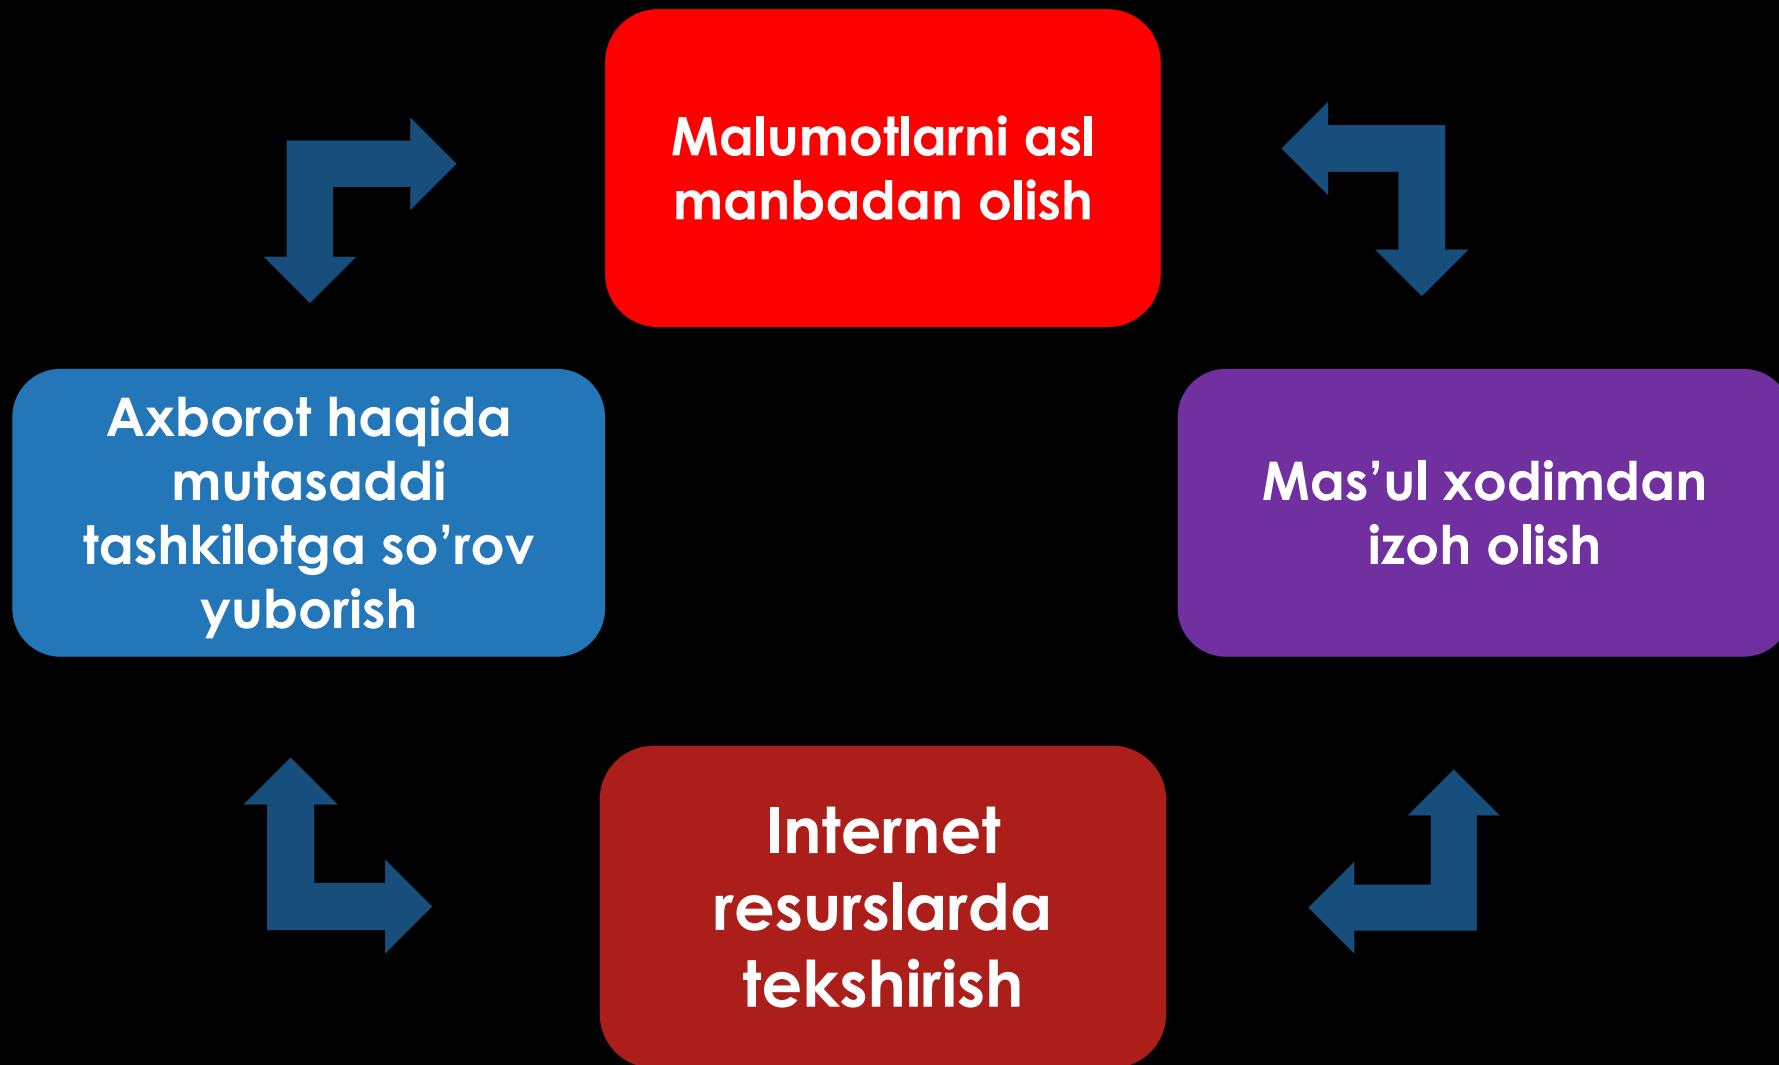 Malumotlarni asl
manbadan olish
Axborot haqida
mutasaddi
tashkilotga so’rov
yuborish
Mas’ul xodimdan
izoh olish
Internet
resurslarda
tekshirish